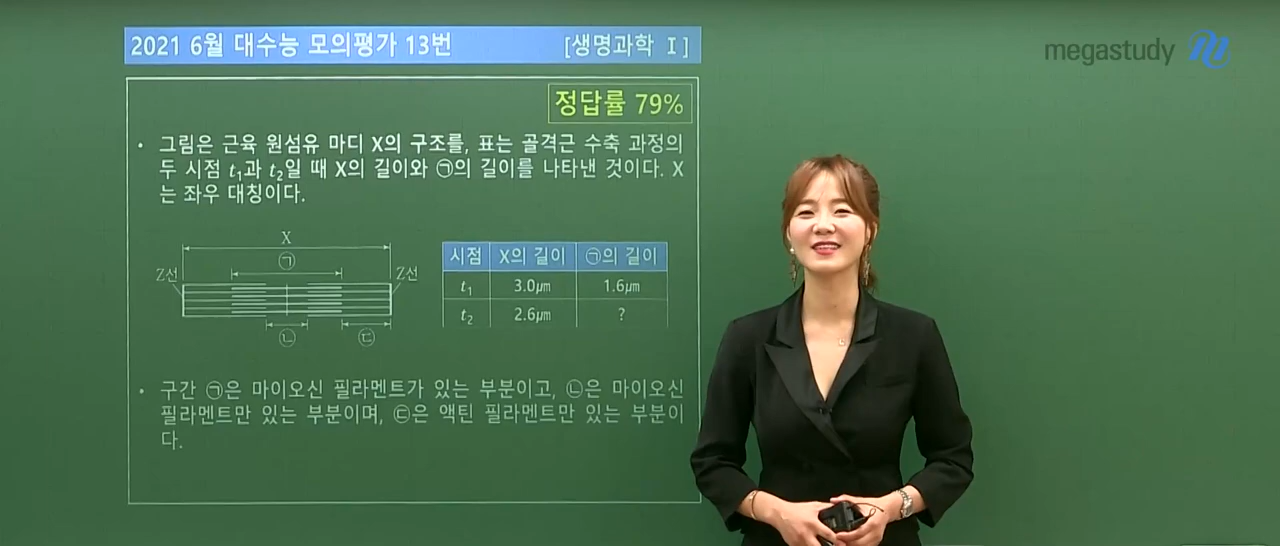 2021 6월 대수능 모의평가 13번 [생명과학 I]
megastudy
정답률 79%
• 그림은 근육 원섬유 마디 X의 구조를, 표는 골격근 수축 과정의
두 시점 t₁과 t₂일 때 X의 길이와 ㉠의 길이를 나타낸 것이다. X
는 좌우 대칭이다.
X
㉠
Z선 Z선
㉡ ㉢
시점 X의 길이 ㉠의 길이
t₁ 3.0㎛ 1.6㎛
t₂ 2.6㎛ ?
• 구간 ㉠은 마이오신 필라멘트가 있는 부분이고, ㉡은 마이오신
필라멘트만 있는 부분이며, ㉢은 액틴 필라멘트만 있는 부분이
다.